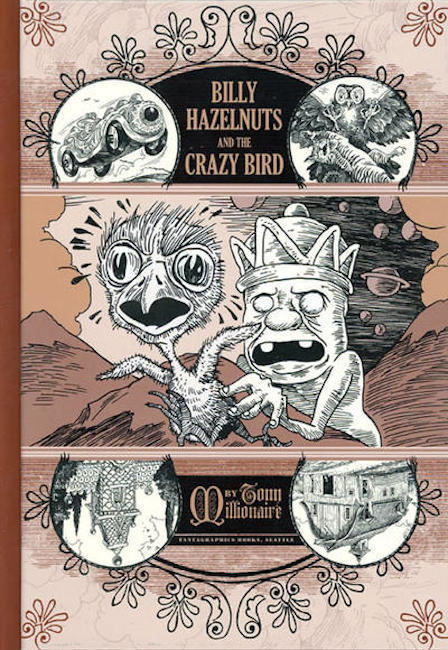 BILLY
HAZELNUTS
AND THE
CRAZY BIRD
BY Tony
Millionaire
FANTAGRAPHICS BOOKS, SEATTLE